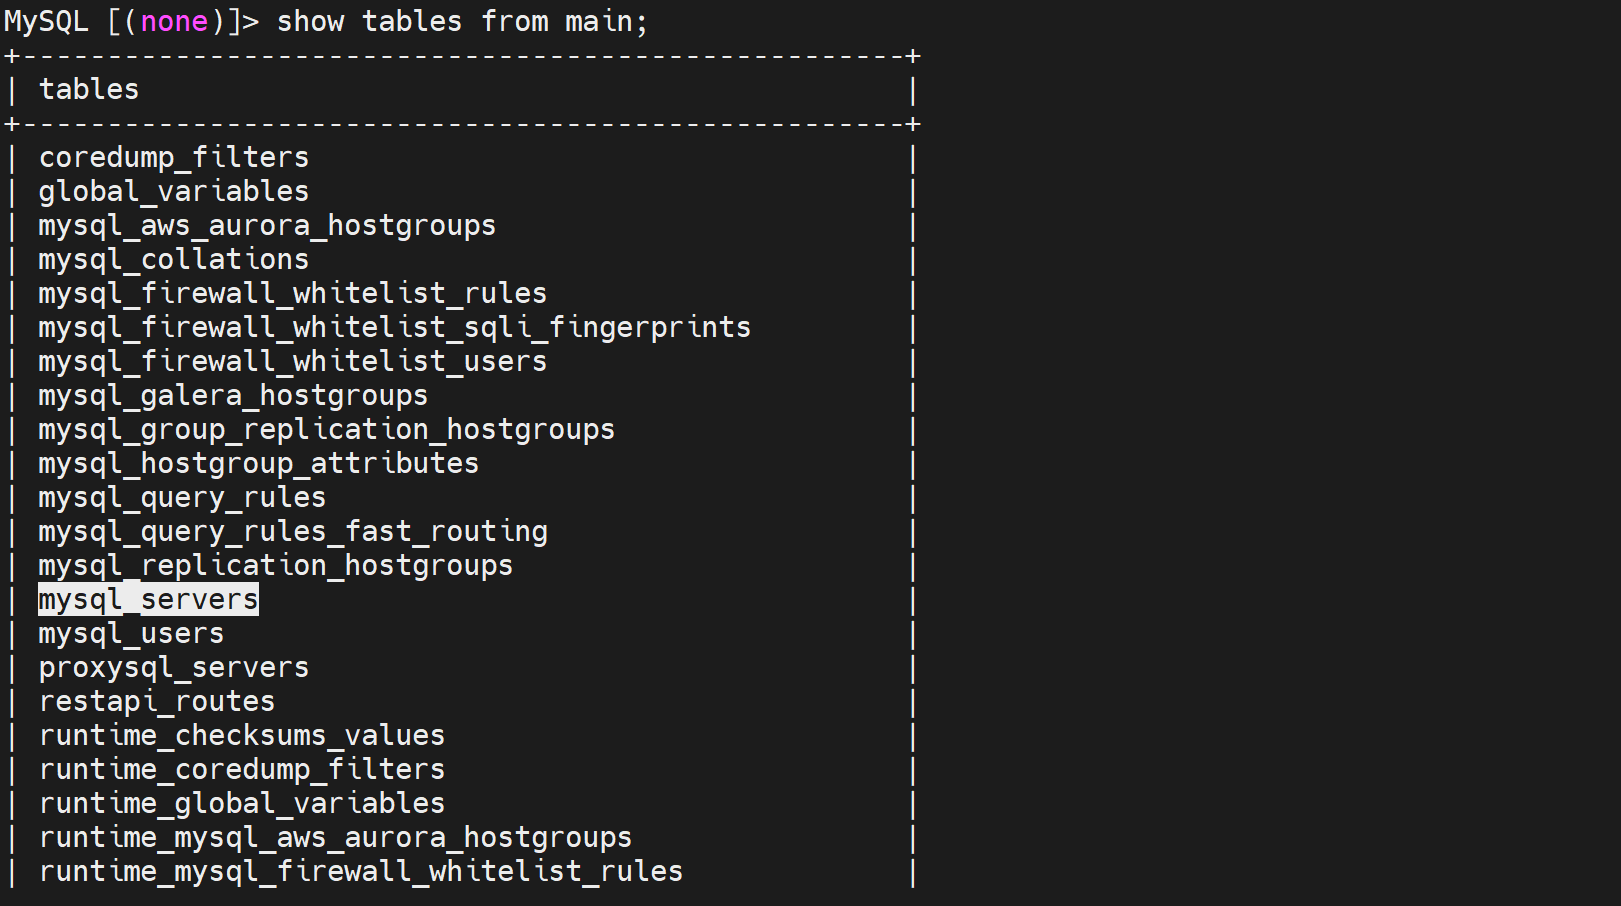 MySQL [(none)]> show tables from main;
+----------------------------------------------------+
| tables                                             |
+----------------------------------------------------+
| coredump_filters                                   |
| global_variables                                   |
| mysql_aws_aurora_hostgroups                        |
| mysql_collations                                   |
| mysql_firewall_whitelist_rules                     |
| mysql_firewall_whitelist_sqli_fingerprints         |
| mysql_firewall_whitelist_users                     |
| mysql_galera_hostgroups                            |
| mysql_group_replication_hostgroups                 |
| mysql_hostgroup_attributes                         |
| mysql_query_rules                                  |
| mysql_query_rules_fast_routing                     |
| mysql_replication_hostgroups                       |
| mysql_servers                                      |
| mysql_users                                        |
| proxysql_servers                                   |
| restapi_routes                                     |
| runtime_checksums_values                           |
| runtime_coredump_filters                           |
| runtime_global_variables                           |
| runtime_mysql_aws_aurora_hostgroups                |
| runtime_mysql_firewall_whitelist_rules             |